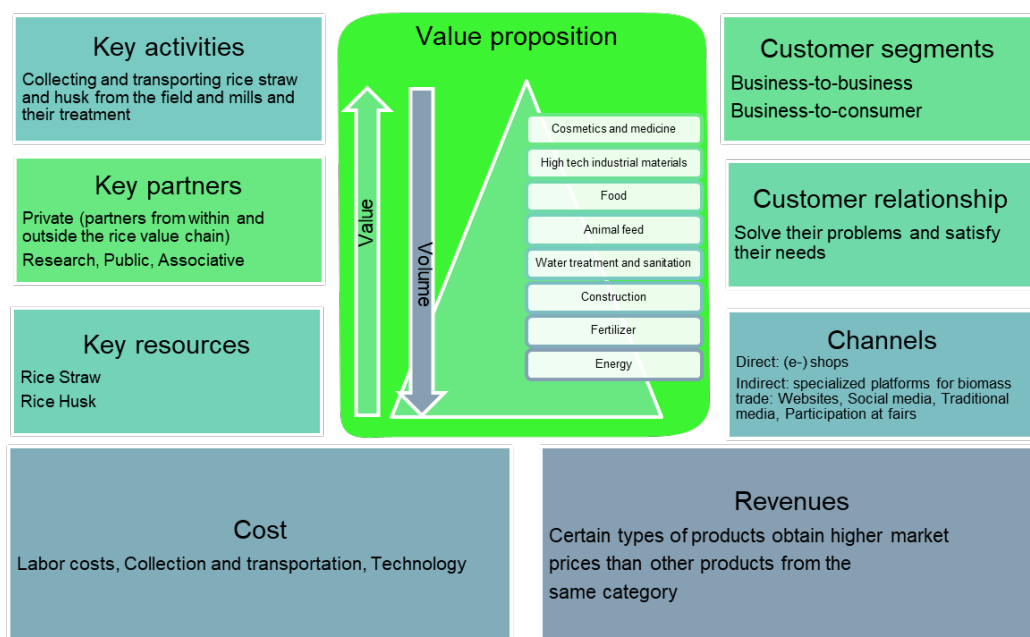 Key activities
Collecting and transporting rice straw
and husk from the field and mills and
their treatment
Key partners
Private (partners from within and
outside the rice value chain)
Research, Public, Associative
Key resources
Rice Straw
Rice Husk
Value proposition
Value
Volume
Cosmetics and medicine
High tech industrial materials
Food
Animal feed
Water treatment and sanitation
Construction
Fertilizer
Energy
Customer segments
Business-to-business
Business-to-consumer
Customer relationship
Solve their problems and satisfy
their needs
Channels
Direct: (e-) shops
Indirect: specialized platforms for biomass
trade: Websites, Social media, Traditional
media, Participation at fairs
Cost
Labor costs, Collection and transportation, Technology
Revenues
Certain types of products obtain higher market
prices than other products from the
same category